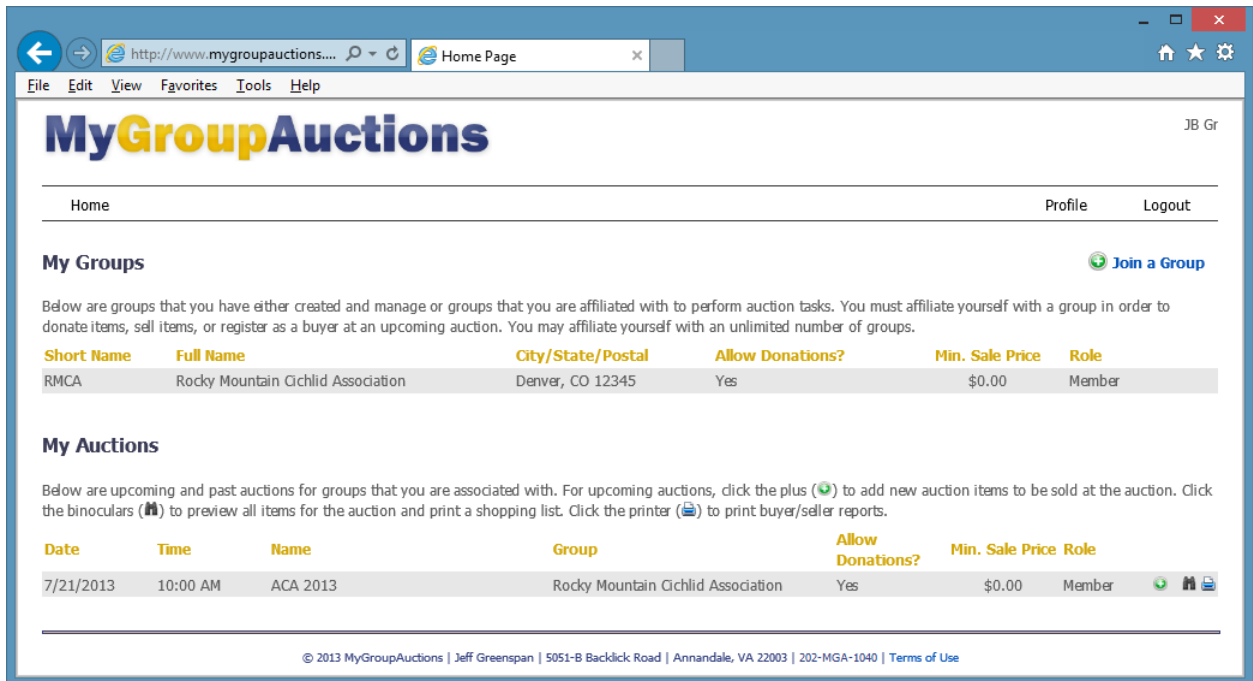 http://www.mygroupauctions.... Home Page
File Edit View Favorites Tools Help
MyGroupAuctions
JB Gr
Home Profile Logout
My Groups
Join a Group
Below are groups that you have either created and manage or groups that you are affiliated with to perform auction tasks. You must affiliate yourself with a group in order to
donate items, sell items, or register as a buyer at an upcoming auction. You may affiliate yourself with an unlimited number of groups.
Short Name Full Name City/State/Postal Allow Donations? Min. Sale Price Role
RMCA Rocky Mountain Cichlid Association Denver, CO 12345 Yes $0.00 Member
My Auctions
Below are upcoming and past auctions for groups that you are associated with. For upcoming auctions, click the plus () to add new auction items to be sold at the auction. Click
the binoculars () to preview all items for the auction and print a shopping list. Click the printer () to print buyer/seller reports.
Date Time Name Group Allow Donations? Min. Sale Price Role
7/21/2013 10:00 AM ACA 2013 Rocky Mountain Cichlid Association Yes $0.00 Member
© 2013 MyGroupAuctions | Jeff Greenspan | 5051-B Backlick Road | Annandale, VA 22003 | 202-MGA-1040 | Terms of Use